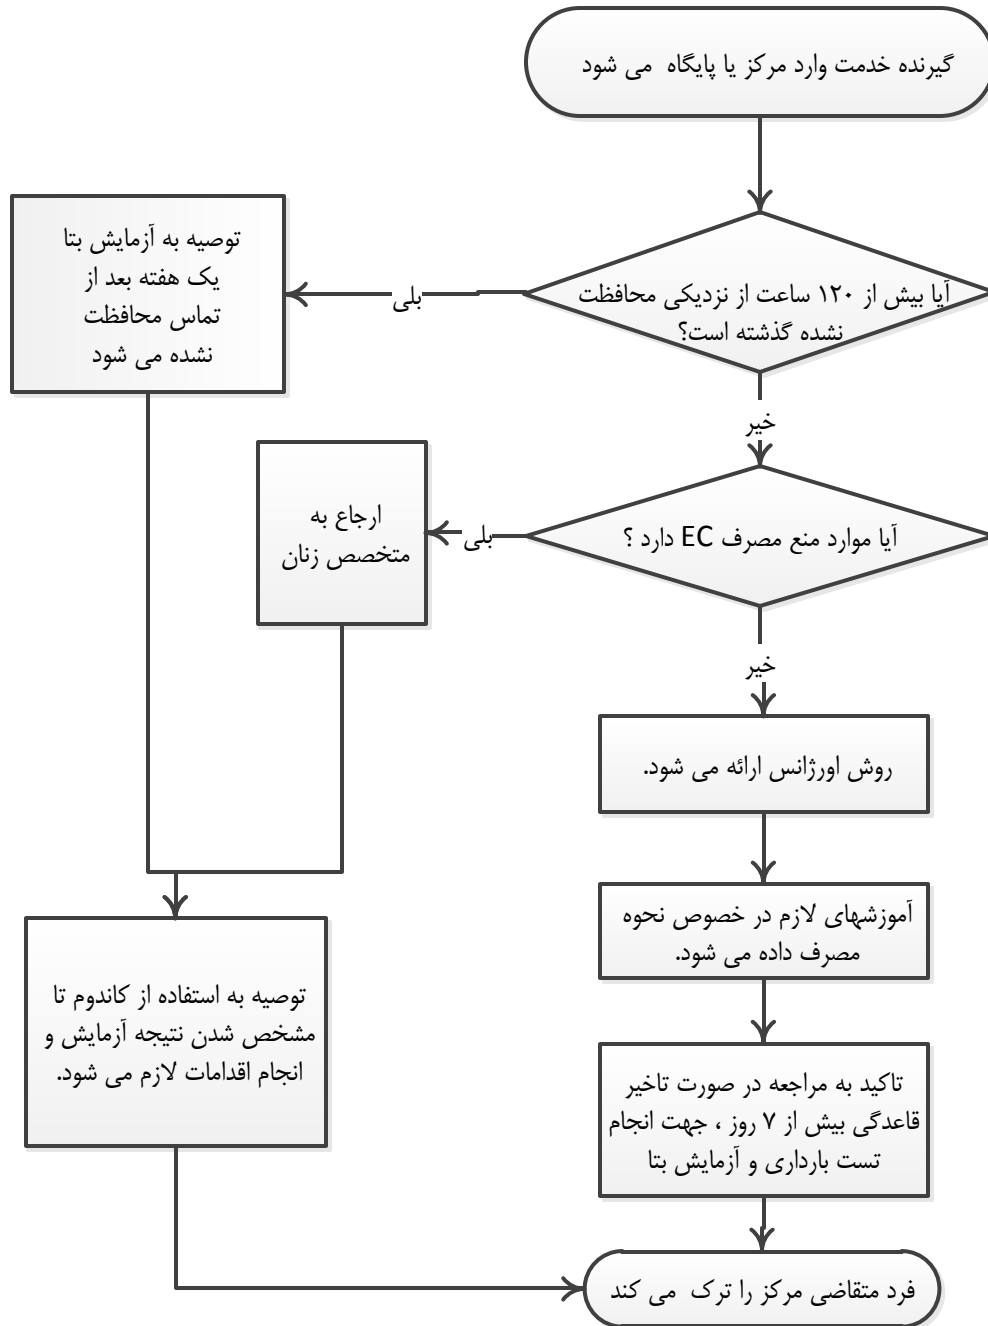 گیرنده خدمت وارد مرکز یا پایگاه می شود
آیا بیش از ۱۲۰ ساعت از نزدیکی محافظت
نشده گذشته است؟
بلی
توصیه به آزمایش بتا
یک هفته بعد از
تماس محافظت
نشده می شود
خیر
آیا موارد منع مصرف EC دارد ؟
بلی
ارجاع به
متخصص زنان
خیر
روش اورژانس ارائه می شود.
آموزشهای لازم در خصوص نحوه
مصرف داده می شود.
توصیه به استفاده از کاندوم تا
مشخص شدن نتیجه آزمایش و
انجام اقدامات لازم می شود.
تاکید به مراجعه در صورت تاخیر
قاعدگی بیش از ۷ روز ، جهت انجام
تست بارداری و آزمایش بتا
فرد متقاضی مرکز را ترک می کند